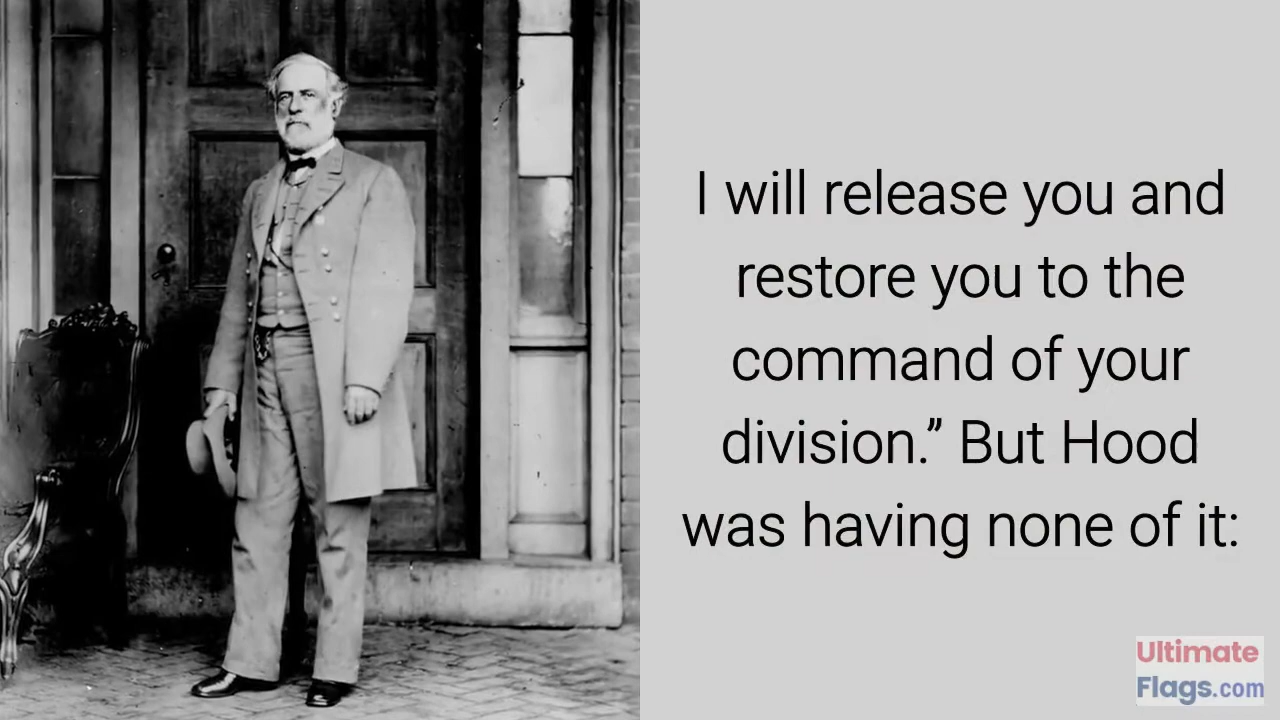 I will release you and
restore you to the
command of your
division.” But Hood
was having none of it:
Ultimate
Flags.com